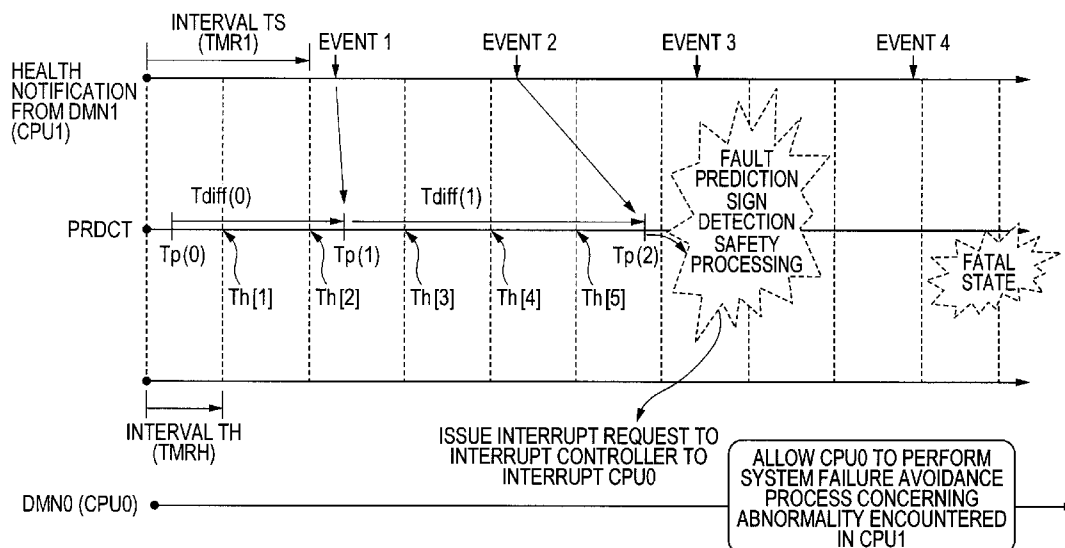 INTERVAL TS
(TMR1)
EVENT 1
EVENT 2
EVENT 3
EVENT 4
HEALTH
NOTIFICATION
FROM DMN1
(CPU1)
FAULT
PREDICTION
SIGN
DETECTION
SAFETY
PROCESSING
Tdiff(0)
Tdiff(1)
PRDCT
Tp(0)
Tp(1)
Tp(2)
Th[1]
Th[2]
Th[3]
Th[4]
Th[5]
FATAL
STATE
INTERVAL TH
(TMRH)
ISSUE INTERRUPT REQUEST TO
INTERRUPT CONTROLLER TO
INTERRUPT CPU0
ALLOW CPU0 TO PERFORM
SYSTEM FAILURE AVOIDANCE
PROCESS CONCERNING
ABNORMALITY ENCOUNTERED
IN CPU1
DMN0 (CPU0)